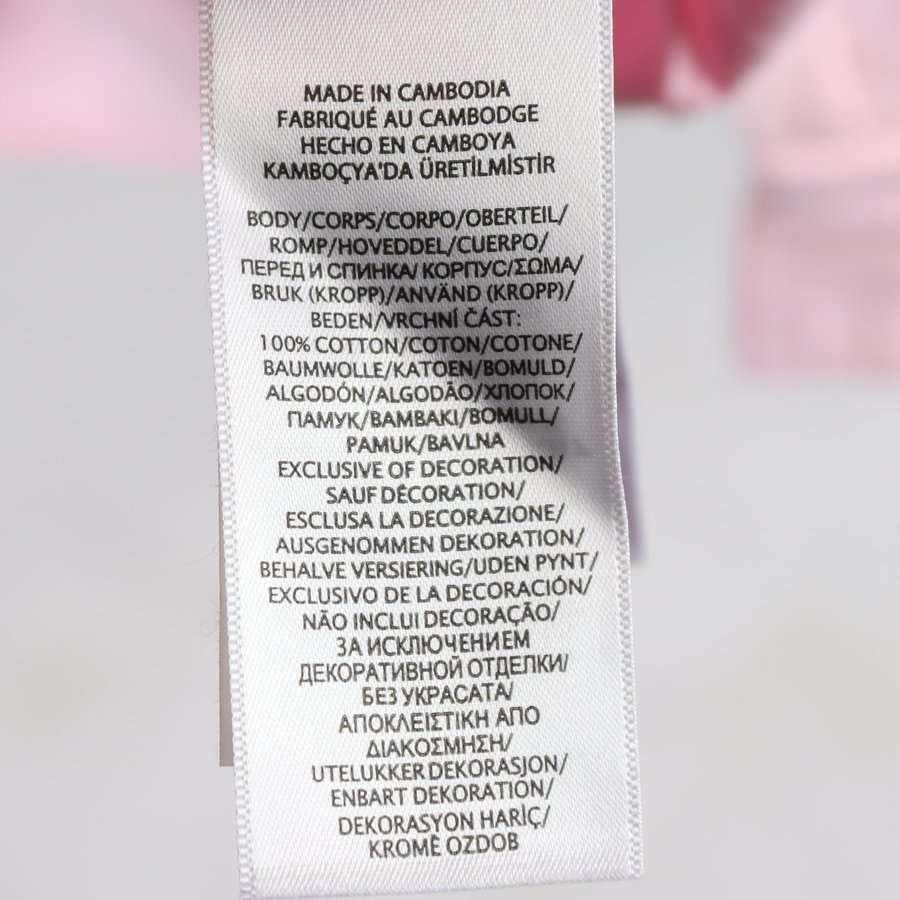 MADE IN CAMBODIA
FABRIQUÉ AU CAMBODGE
HECHO EN CAMBOYA
KAMBOÇYA'DA ÜRETİLMİSTİR
BODY/CORPS/CORPO/OBERTEIL/
ROMP/HOVEDDEL/CUERPO/
ПЕРЕД И СПИНКА/ КОРПУС/ΣΩΜΑ/
BRUK (KROPP)/ANVÄND (KROPP)/
BEDEN/VRCHNÍ ČÁST:
100% COTTON/COTON/COTONE/
BAUMWOLLE/KATOEN/BOMULD/
ALGODÓN/ALGODÃO/ХЛОПОК/
ПАМУК/ΒΑΜΒΑΚΙ/BOMULL/
PAMUK/BAVLNA
EXCLUSIVE OF DECORATION/
SAUF DÉCORATION/
ESCLUSA LA DECORAZIONE/
AUSGENOMMEN DEKORATION/
BEHALVE VERSIERING/UDEN PYNT/
EXCLUSIVO DE LA DECORACIÓN/
NÃO INCLUI DECORAÇÃO/
ЗА ИСКЛЮЧЕНИЕМ
ДЕКОРАТИВНОЙ ОТДЕЛКИ/
БЕЗ УКРАСАТА/
ΑΠΟΚΛΕΙΣΤΙΚΗ ΑΠΟ
ΔΙΑΚΟΣΜΗΣΗ/
UTELUKKER DEKORASJON/
ENBART DEKORATION/
DEKORASYON HARİÇ/
KROMĚ OZDOB